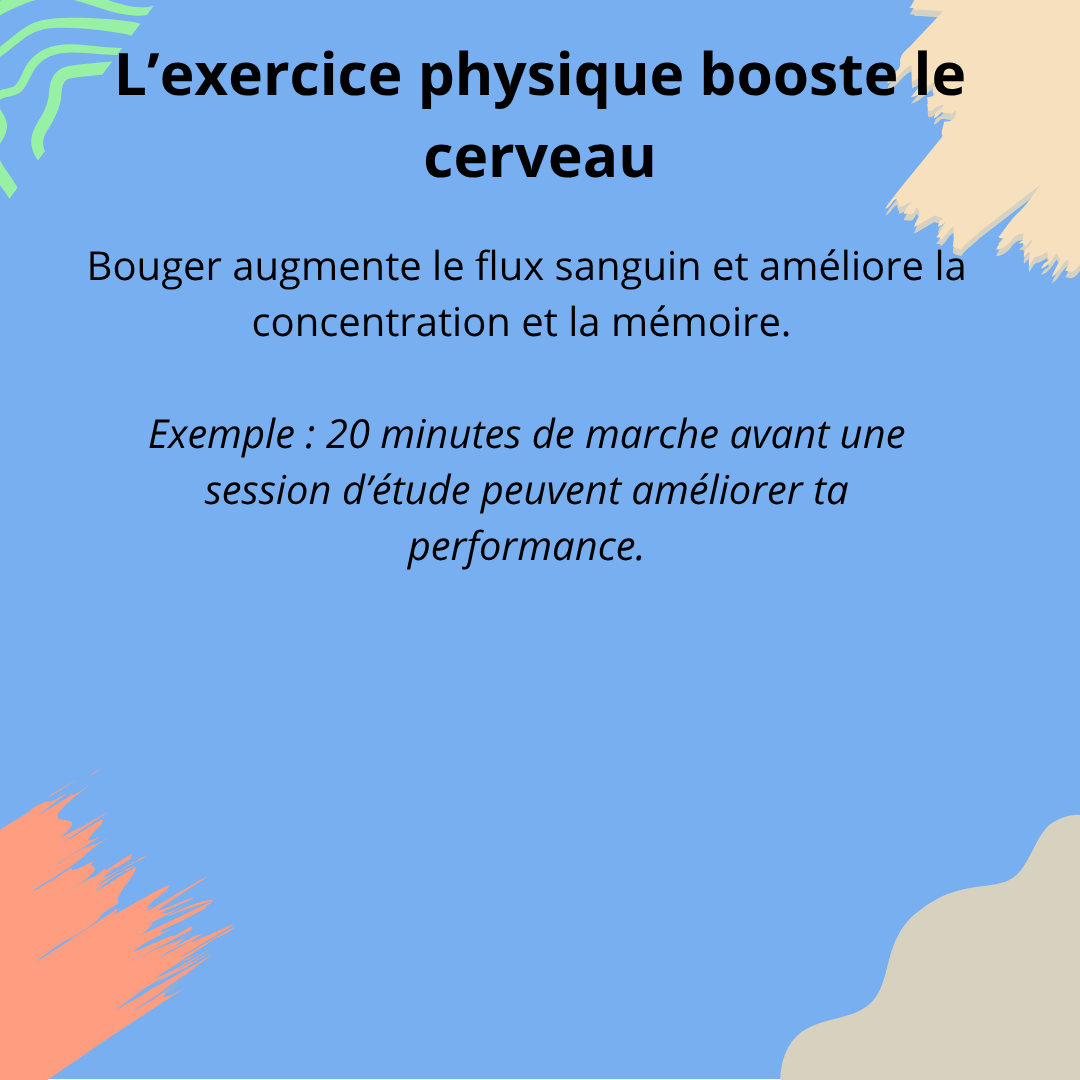 L’exercice physique booste le
cerveau
Bouger augmente le flux sanguin et améliore la
concentration et la mémoire.
Exemple : 20 minutes de marche avant une
session d’étude peuvent améliorer ta
performance.